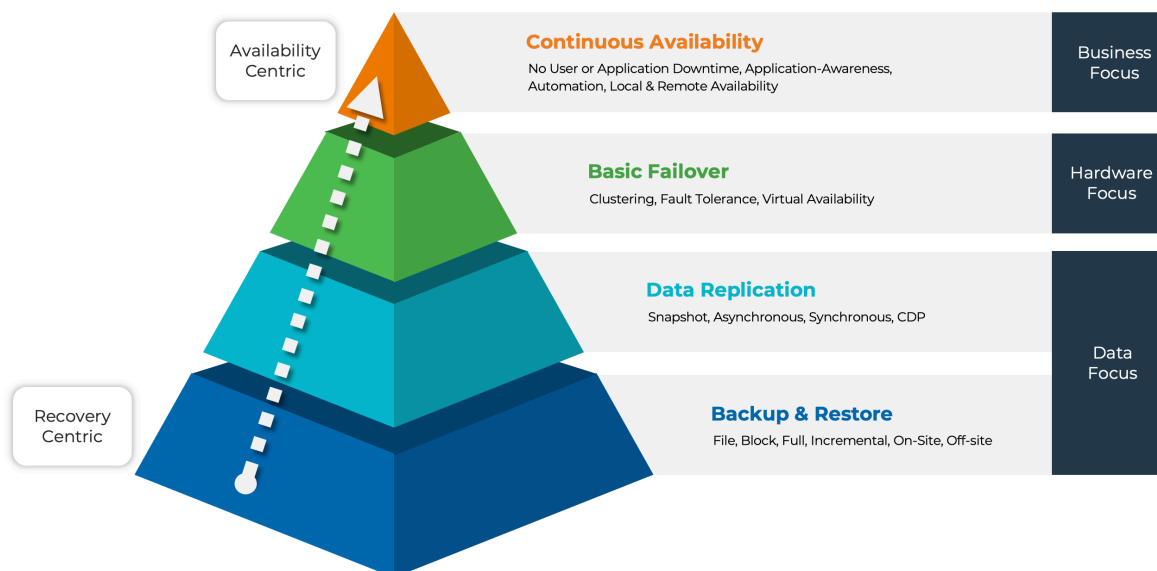 Availability
Centric
Continuous Availability
No User or Application Downtime, Application-Awareness,
Automation, Local & Remote Availability
Business
Focus
Basic Failover
Clustering, Fault Tolerance, Virtual Availability
Hardware
Focus
Data Replication
Snapshot, Asynchronous, Synchronous, CDP
Data
Focus
Recovery
Centric
Backup & Restore
File, Block, Full, Incremental, On-Site, Off-site